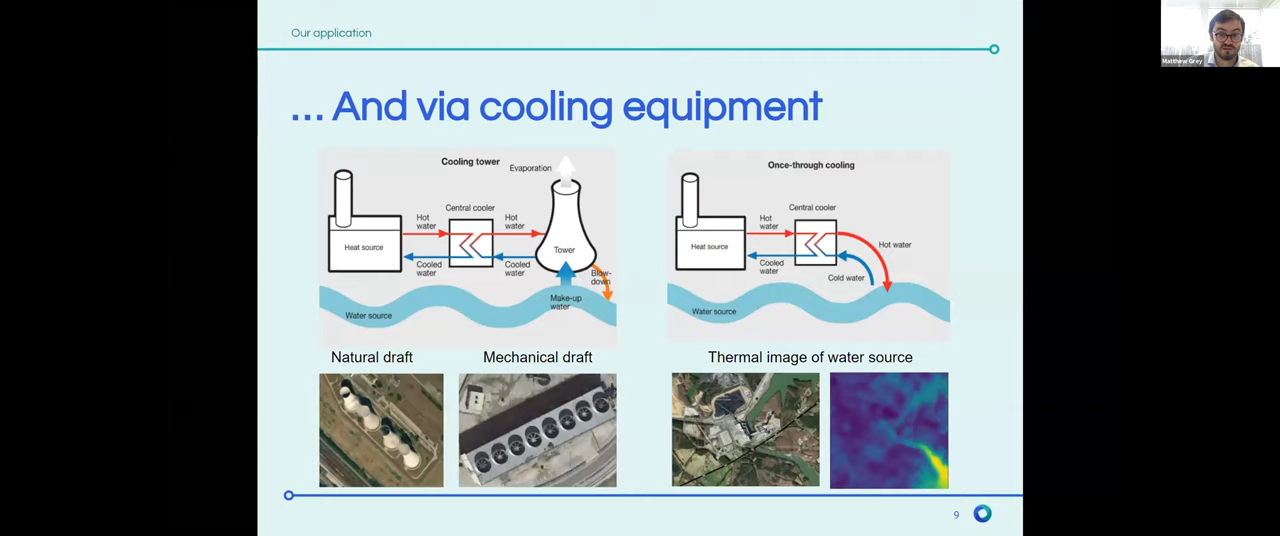 Our application
... And via cooling equipment
Cooling tower
Evaporation
Central cooler
Hot
water
Hot
water
Heat source
Tower
Cooled
water
Cooled
water
Blow-
down
Make-up
water
Water source
Once-through cooling
Central cooler
Hot
water
Heat source
Hot water
Cooled
water
Cold water
Water source
Natural draft
Mechanical draft
Thermal image of water source
9
Matthew Grey